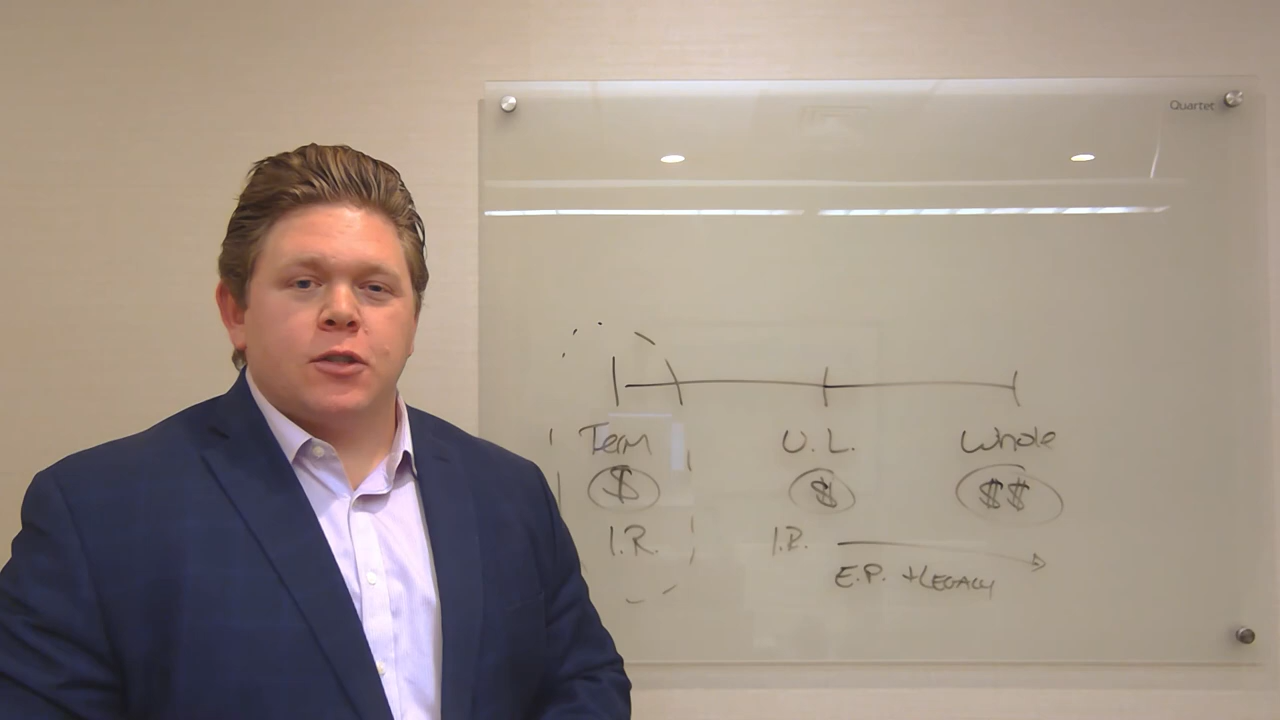 Quartet
Term U.L. Whole
$ $ $$
I.R. I.R.
E.P. + LEGACY